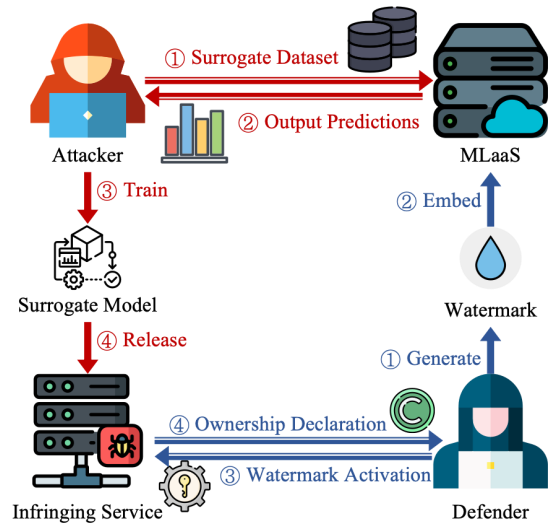 ① Surrogate Dataset
② Output Predictions
Attacker
MLaaS
③ Train
② Embed
Surrogate Model
Watermark
④ Release
① Generate
©
④ Ownership Declaration
③ Watermark Activation
Infringing Service
Defender